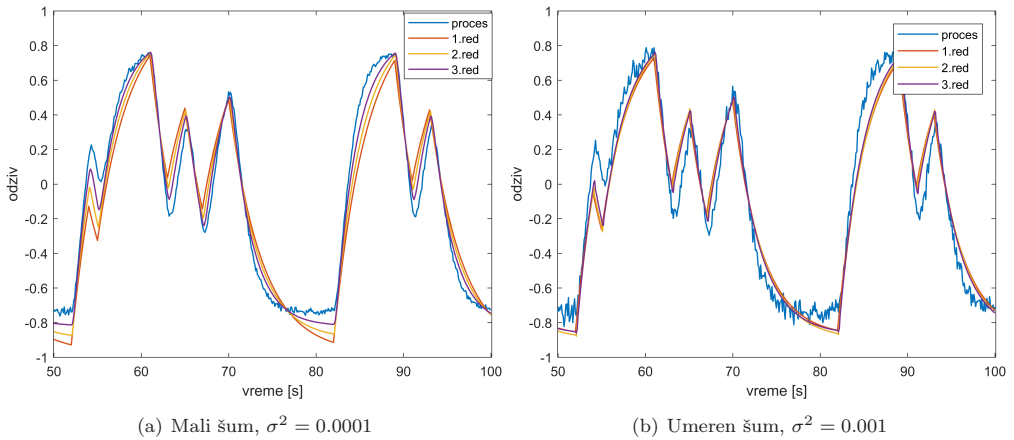 1
0.8
0.6
0.4
0.2
0
-0.2
-0.4
-0.6
-0.8
-1
odziv
50
60
70
80
90
100
vreme [s]
proces
1.red
2.red
3.red
(a) Mali šum, σ² = 0.0001
1
0.8
0.6
0.4
0.2
0
-0.2
-0.4
-0.6
-0.8
-1
odziv
50
60
70
80
90
100
vreme [s]
proces
1.red
2.red
3.red
(b) Umeren šum, σ² = 0.001